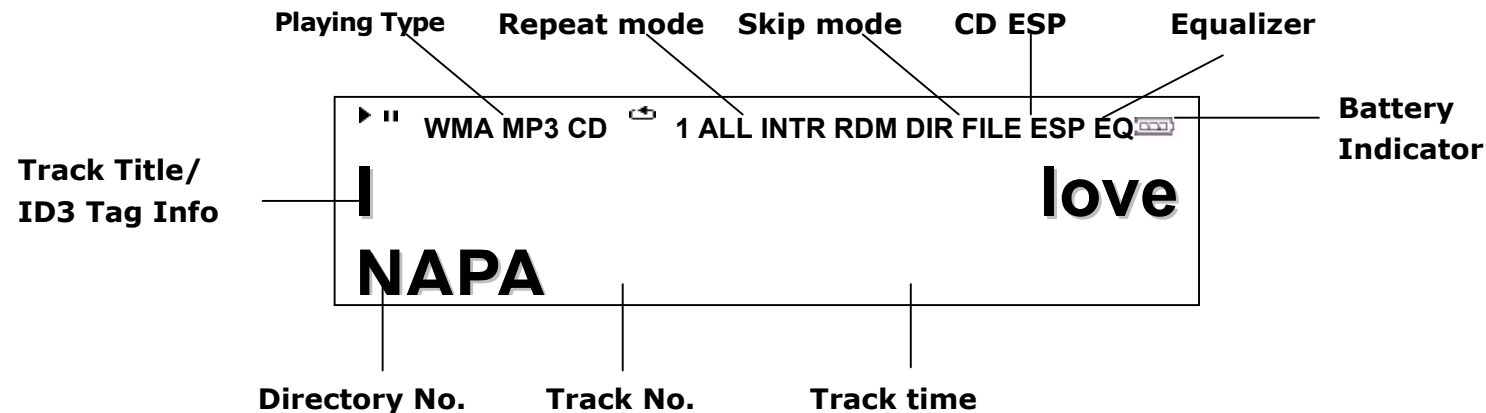 Playing Type Repeat mode Skip mode CD ESP Equalizer
WMA MP3 CD 1 ALL INTR RDM DIR FILE ESP EQ
Battery
Indicator
Track Title/
ID3 Tag Info
I love
NAPA
Directory No. Track No. Track time